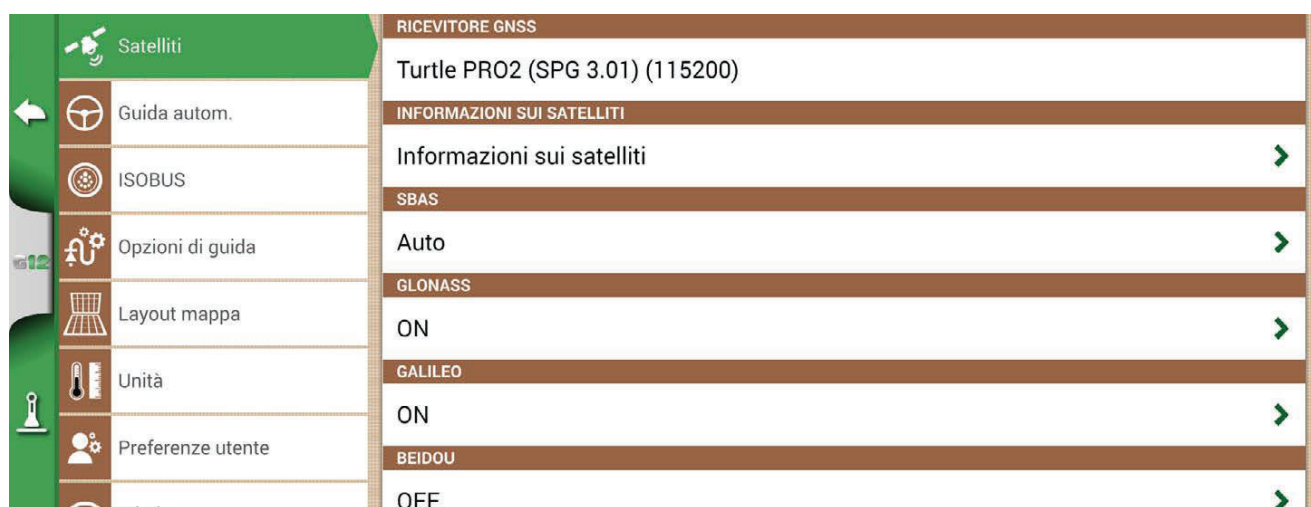 Satelliti
Guida autom.
ISOBUS
Opzioni di guida
Layout mappa
Unità
Preferenze utente
G12
RICEVITORE GNSS
Turtle PRO2 (SPG 3.01) (115200)
INFORMAZIONI SUI SATELLITI
Informazioni sui satelliti
SBAS
Auto
GLONASS
ON
GALILEO
ON
BEIDOU
OFF